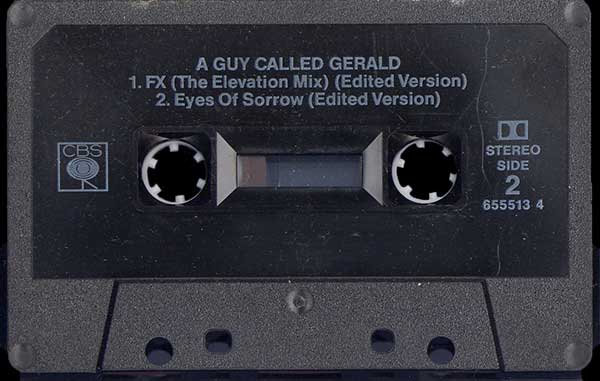 A GUY CALLED GERALD
1. FX (The Elevation Mix) (Edited Version)
2. Eyes Of Sorrow (Edited Version)
CBS
STEREO
SIDE
2
655513 4